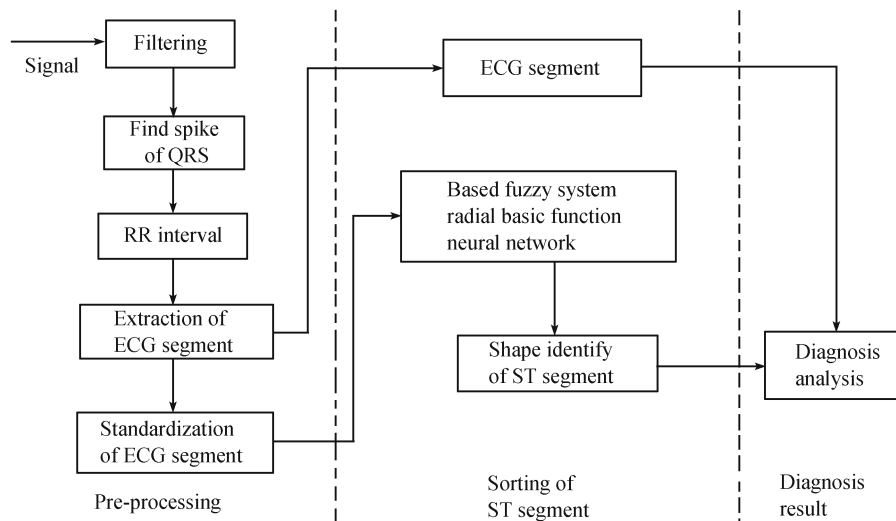 Filtering
Signal
Find spike
of QRS
RR interval
Extraction of
ECG segment
Standardization
of ECG segment
Pre-processing
ECG segment
Based fuzzy system
radial basic function
neural network
Shape identify
of ST segment
Sorting of
ST segment
Diagnosis
analysis
Diagnosis
result